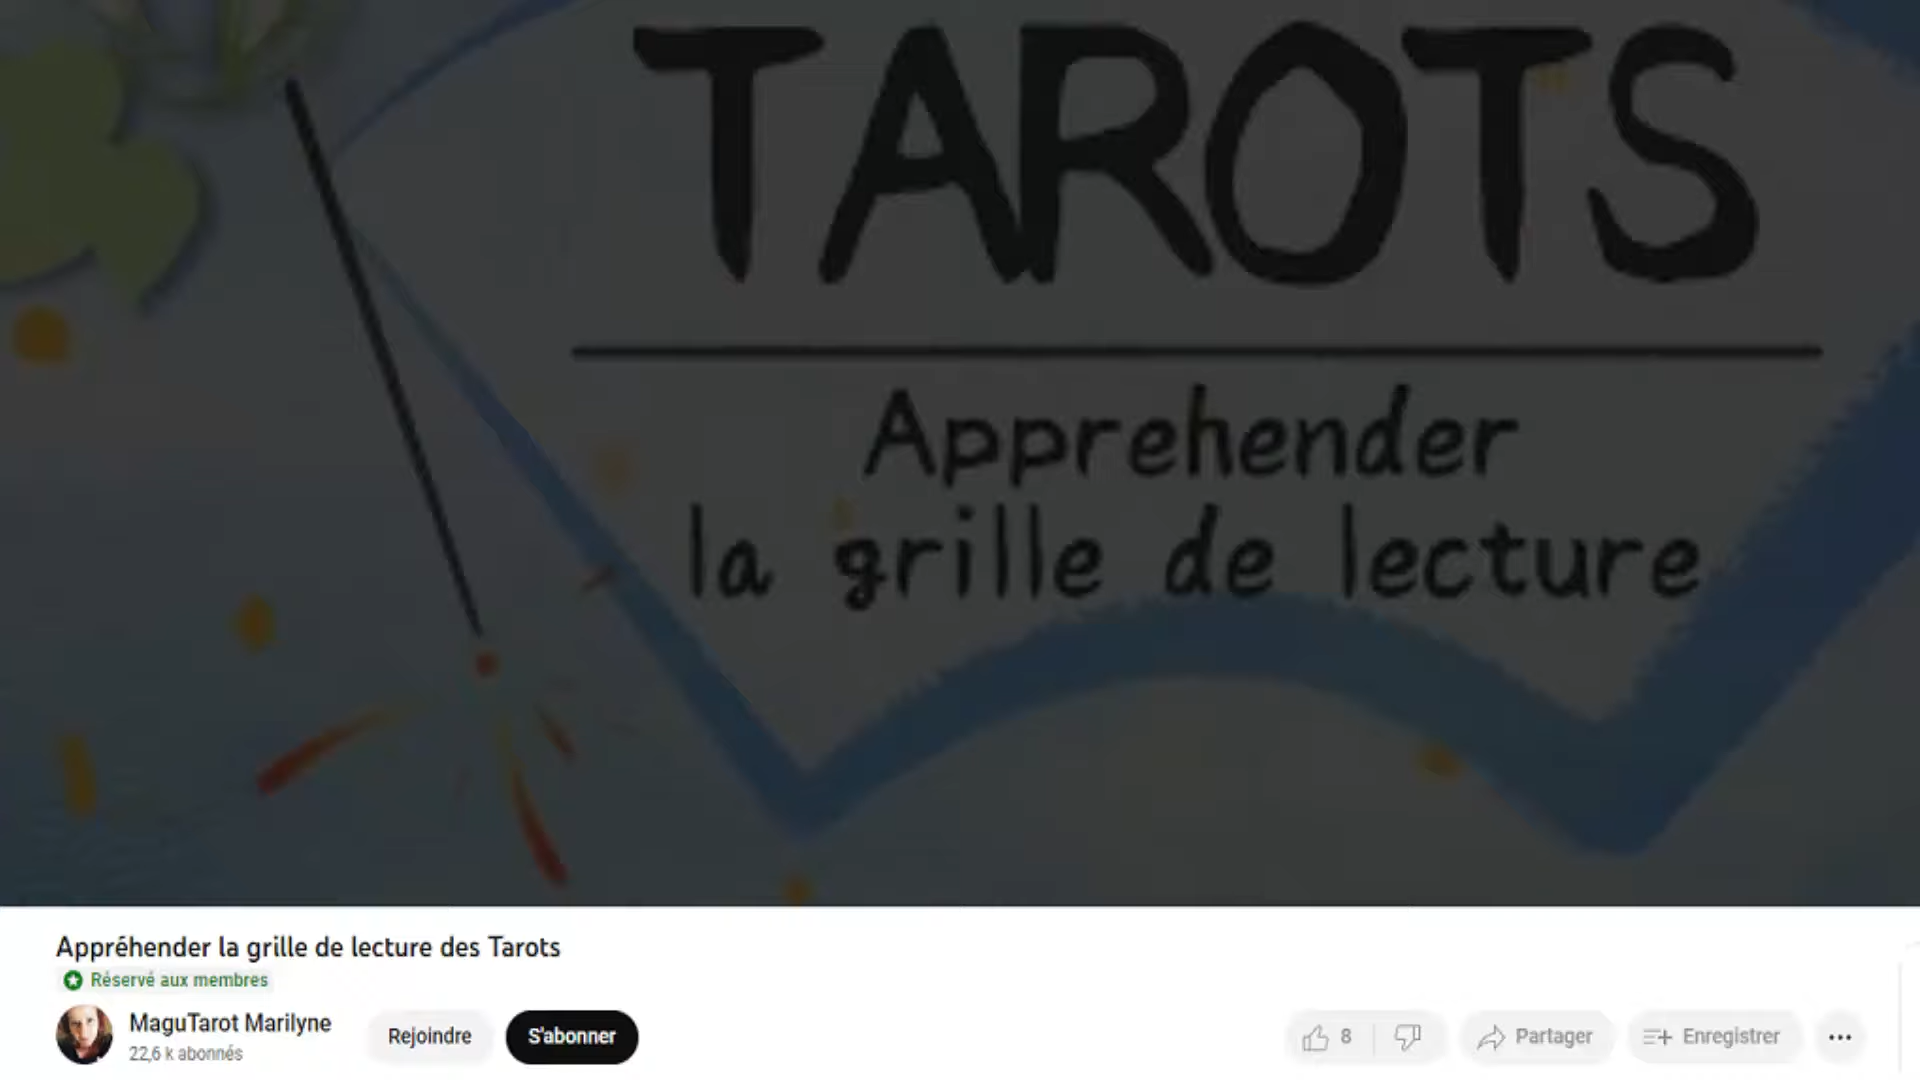 TAROTS
Apprehender
la grille de lecture
Appréhender la grille de lecture des Tarots
Réservé aux membres
MaguTarot Marilyne
22,6 k abonnés
Rejoindre
S'abonner
8
Partager
Enregistrer